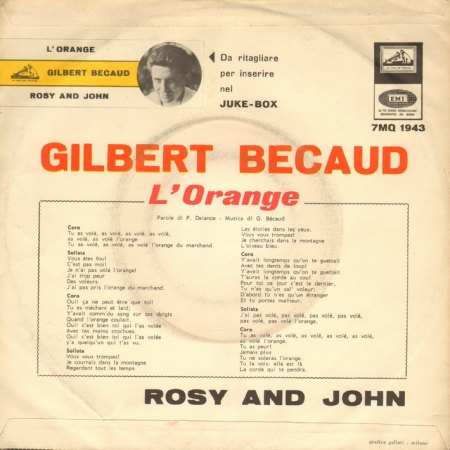 L'ORANGE
GILBERT BECAUD
ROSY AND JOHN
Da ritagliare
per inserire
nel
JUKE-BOX
EMI
7MQ 1943
GILBERT BECAUD
L'Orange
Parole di P. Delanoe - Musica di G. Becaud
Coro
Tu as volé, as volé, as volé, as volé,
as volé, as volé l'orange
Tu as volé, as volé, as volé l'orange du marchand.
Solista
Vous êtes fou!
C'est pas moi!
Je n'ai pas volé l'orange!
J'ai trop peur
Des voleurs.
J'ai pas pris l'orange du marchand.
Coro
Oui! ça ne peut être que toi!
Tu es méchant et laid;
Y'avait comm'du sang sur tes doigts
Quand l'orange coulait.
Oui! c'est bien toi qui l'as volée
Avec tes mains crochues.
Oui! c'est bien toi qui l'as volée
y'a quequ'un qui t'as vu.
Solista
Vous vous trompez!
Je pourrais dans la montagne
Regardant tout les temps
Les étoiles dans les yeux.
Vous vous trompez!
Je cherchais dans la montagne
L'oiseau bleu.
Coro
Y'avait longtemps qu'on te guettait
Avec tes dents de loup!
Y'avait longtemps qu'on te guettait
T'auras la corde au cou!
Pour toi ce jour c'est le dernier,
Tu n'es qu'un sal' voleur;
D'abord tu n'es qu'un étranger
Et tu portes malheur.
Solista
J'ai pas volé, pas volé, pas volé, pas volé,
pas volé, pas volé l'orange.
Coro
Tu as volé, as volé, as volé, as volé, as volé,
as volé l'orange.
Tu as peur!
Jamais plus
Tu ne voleras l'orange.
Tu la vois: elle est là
La corde qui te pendra.
ROSY AND JOHN
grafica gallani - milano